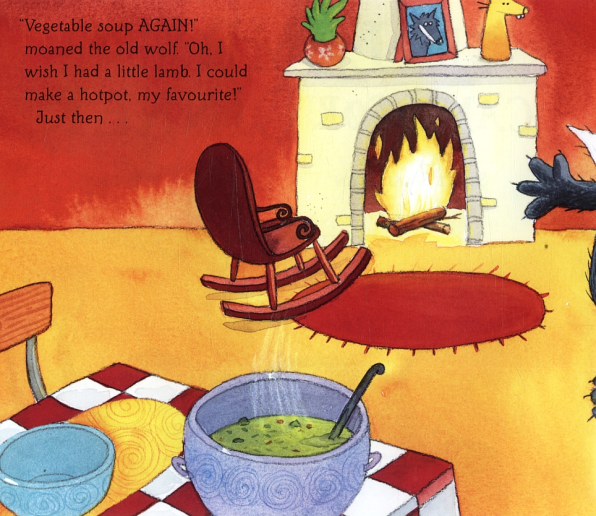 “Vegetable soup AGAIN!”
moaned the old wolf. “Oh, I
wish I had a little lamb. I could
make a hotpot, my favourite!”
Just then . . .